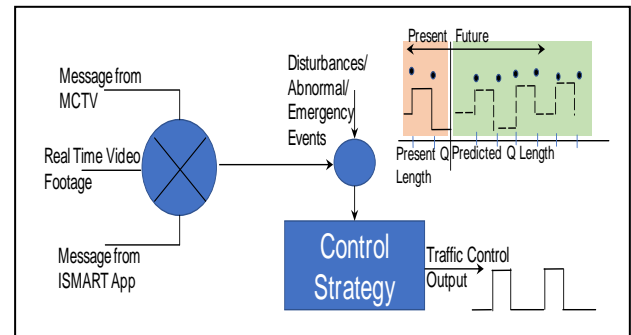 Message from
MCTV
Real Time Video
Footage
Message from
ISMART App
Disturbances/
Abnormal/
Emergency
Events
Present Future
Present Q Predicted Q Length
Length
Control
Strategy
Traffic Control
Output